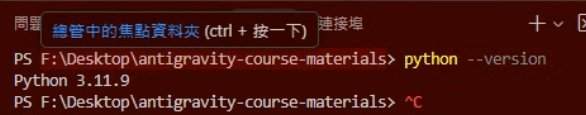 問題
總管中的焦點資料夾 (ctrl + 按一下)
連接埠
PS F:\Desktop\antigravity-course-materials> python --version
Python 3.11.9
PS F:\Desktop\antigravity-course-materials> ^C